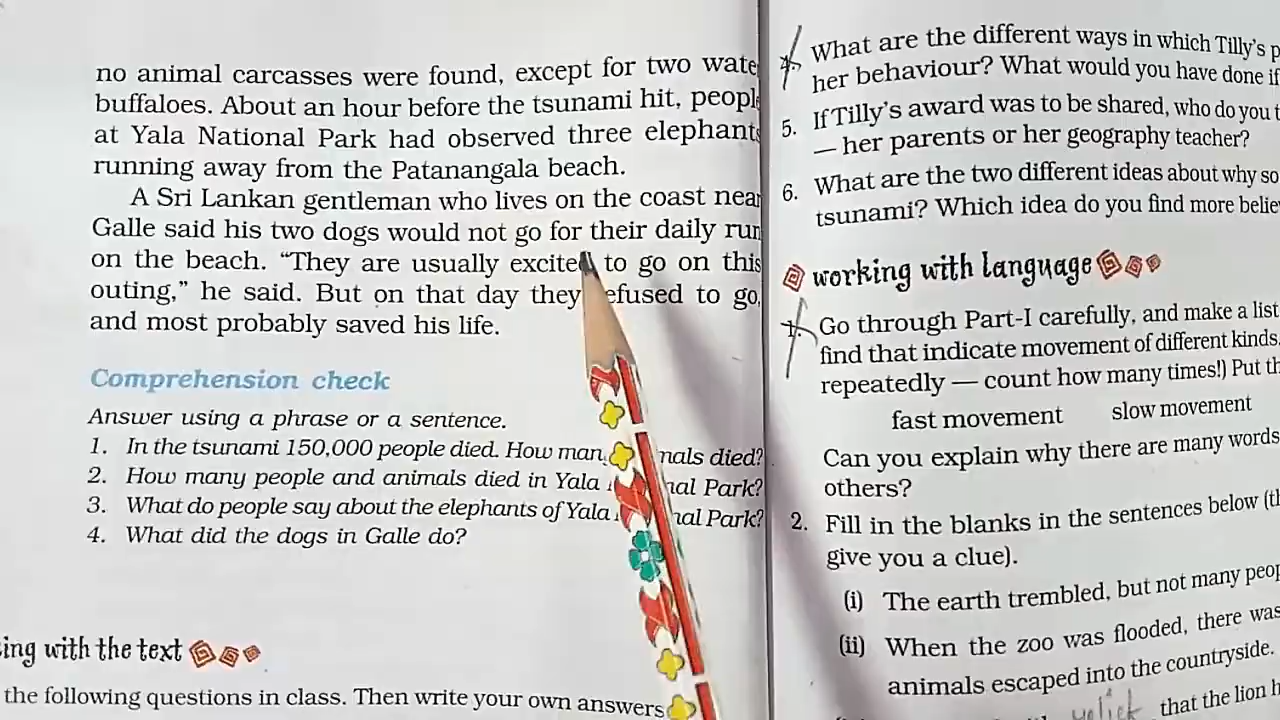 no animal carcasses were found, except for two wate
buffaloes. About an hour before the tsunami hit, peopl
at Yala National Park had observed three elephants
running away from the Patanangala beach.
A Sri Lankan gentleman who lives on the coast near
Galle said his two dogs would not go for their daily run
on the beach. “They are usually excited to go on this
outing,” he said. But on that day they efused to go,
and most probably saved his life.
Comprehension check
Answer using a phrase or a sentence.
1. In the tsunami 150,000 people died. How man nals died?
2. How many people and animals died in Yala nal Park?
3. What do people say about the elephants of Yala nal Park?
4. What did the dogs in Galle do?
ing with the text
the following questions in class. Then write your own answers
What are the different ways in which Tilly's p
her behaviour? What would you have done if
5. If Tilly's award was to be shared, who do you t
— her parents or her geography teacher?
6. What are the two different ideas about why so
tsunami? Which idea do you find more belie
working with language
1. Go through Part-I carefully, and make a list
find that indicate movement of different kinds.
repeatedly — count how many times!) Put th
fast movement slow movement
Can you explain why there are many words
others?
2. Fill in the blanks in the sentences below (th
give you a clue).
(i) The earth trembled, but not many peop
(ii) When the zoo was flooded, there was
animals escaped into the countryside.
that the lion h